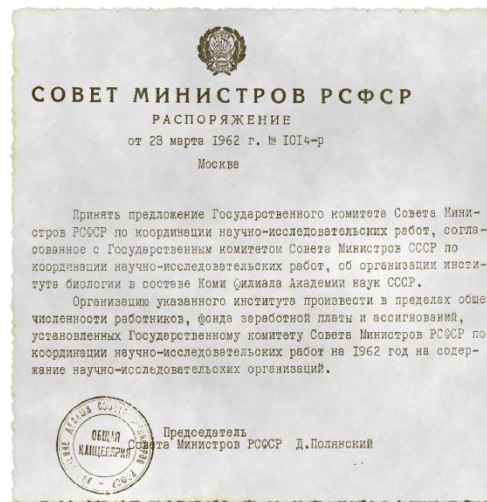 СОВЕТ МИНИСТРОВ РСФСР
РАСПОРЯЖЕНИЕ
от 23 марта 1962 г. № 1014-р
Москва
Принять предложение Государственного комитета Совета Мини-
стров РСФСР по координации научно-исследовательских работ, согла-
сованное с Государственным комитетом Совета Министров СССР по
координации научно-исследовательских работ, об организации инсти-
тута биологии в составе Коми филиала Академии наук СССР.
Организацию указанного института произвести в пределах обще
численности работников, фонда заработной платы и ассигнований,
установленных Государственному комитету Совета Министров РСФСР по
координации научно-исследовательских работ на 1962 год на содер-
жание научно-исследовательских организаций.
Председатель
Совета Министров РСФСР Д.Полянский
ОБЩАЯ
КАНЦЕЛЯРИЯ